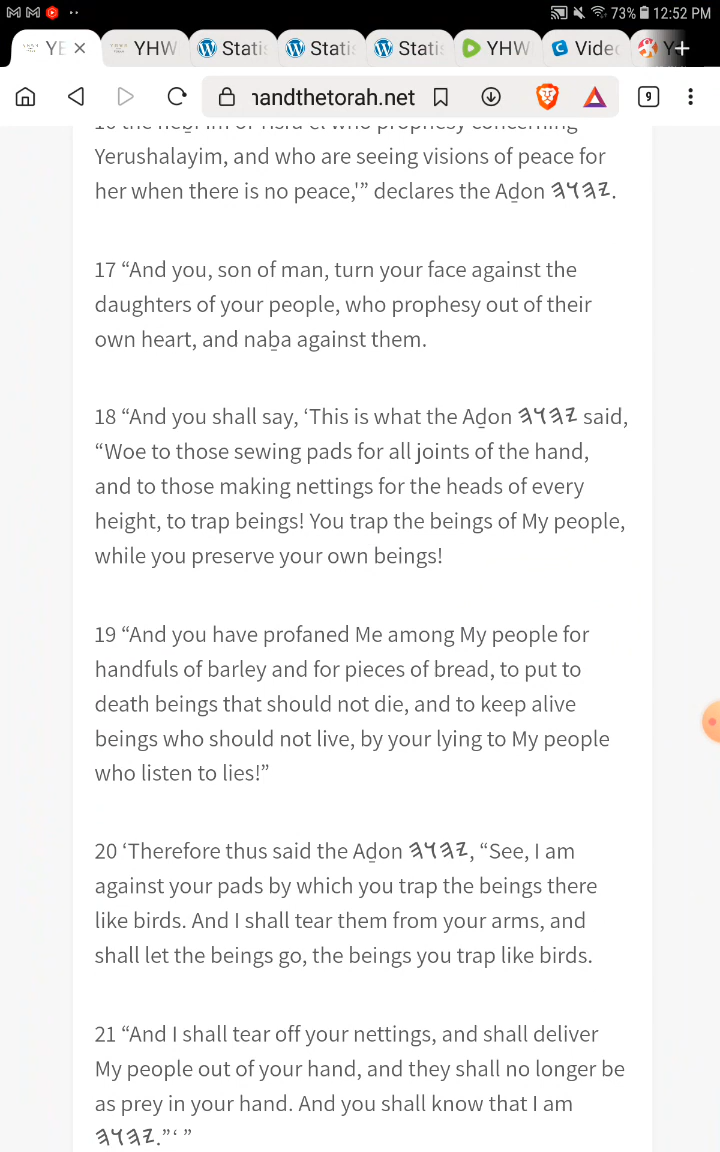 73% 12:52 PM
YE YHW Statis Statis Statis YHW Vide Y
handthetorah.net 9
who prophesy concerning
Yerushalayim, and who are seeing visions of peace for
her when there is no peace,'” declares the Aḏon 𐤉𐤄𐤅𐤄.
17 “And you, son of man, turn your face against the
daughters of your people, who prophesy out of their
own heart, and naḇa against them.
18 “And you shall say, ‘This is what the Aḏon 𐤉𐤄𐤅𐤄 said,
“Woe to those sewing pads for all joints of the hand,
and to those making nettings for the heads of every
height, to trap beings! You trap the beings of My people,
while you preserve your own beings!
19 “And you have profaned Me among My people for
handfuls of barley and for pieces of bread, to put to
death beings that should not die, and to keep alive
beings who should not live, by your lying to My people
who listen to lies!”
20 ‘Therefore thus said the Aḏon 𐤉𐤄𐤅𐤄, “See, I am
against your pads by which you trap the beings there
like birds. And I shall tear them from your arms, and
shall let the beings go, the beings you trap like birds.
21 “And I shall tear off your nettings, and shall deliver
My people out of your hand, and they shall no longer be
as prey in your hand. And you shall know that I am
𐤉𐤄𐤅𐤄.”‘ ”